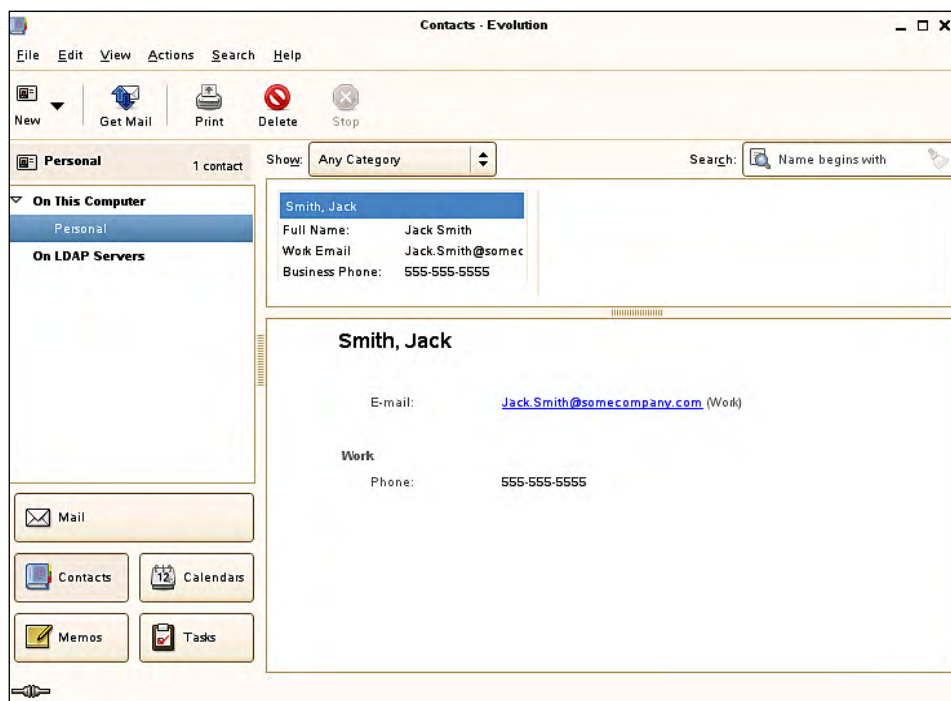 Contacts - Evolution
File Edit View Actions Search Help
New Get Mail Print Delete Stop
Personal 1 contact Show: Any Category Search: Name begins with
On This Computer
Personal
On LDAP Servers
Smith, Jack
Full Name: Jack Smith
Work Email Jack.Smith@somec
Business Phone: 555-555-5555
Smith, Jack
E-mail: Jack.Smith@somecompany.com (Work)
Work
Phone: 555-555-5555
Mail
Contacts 12 Calendars
Memos Tasks